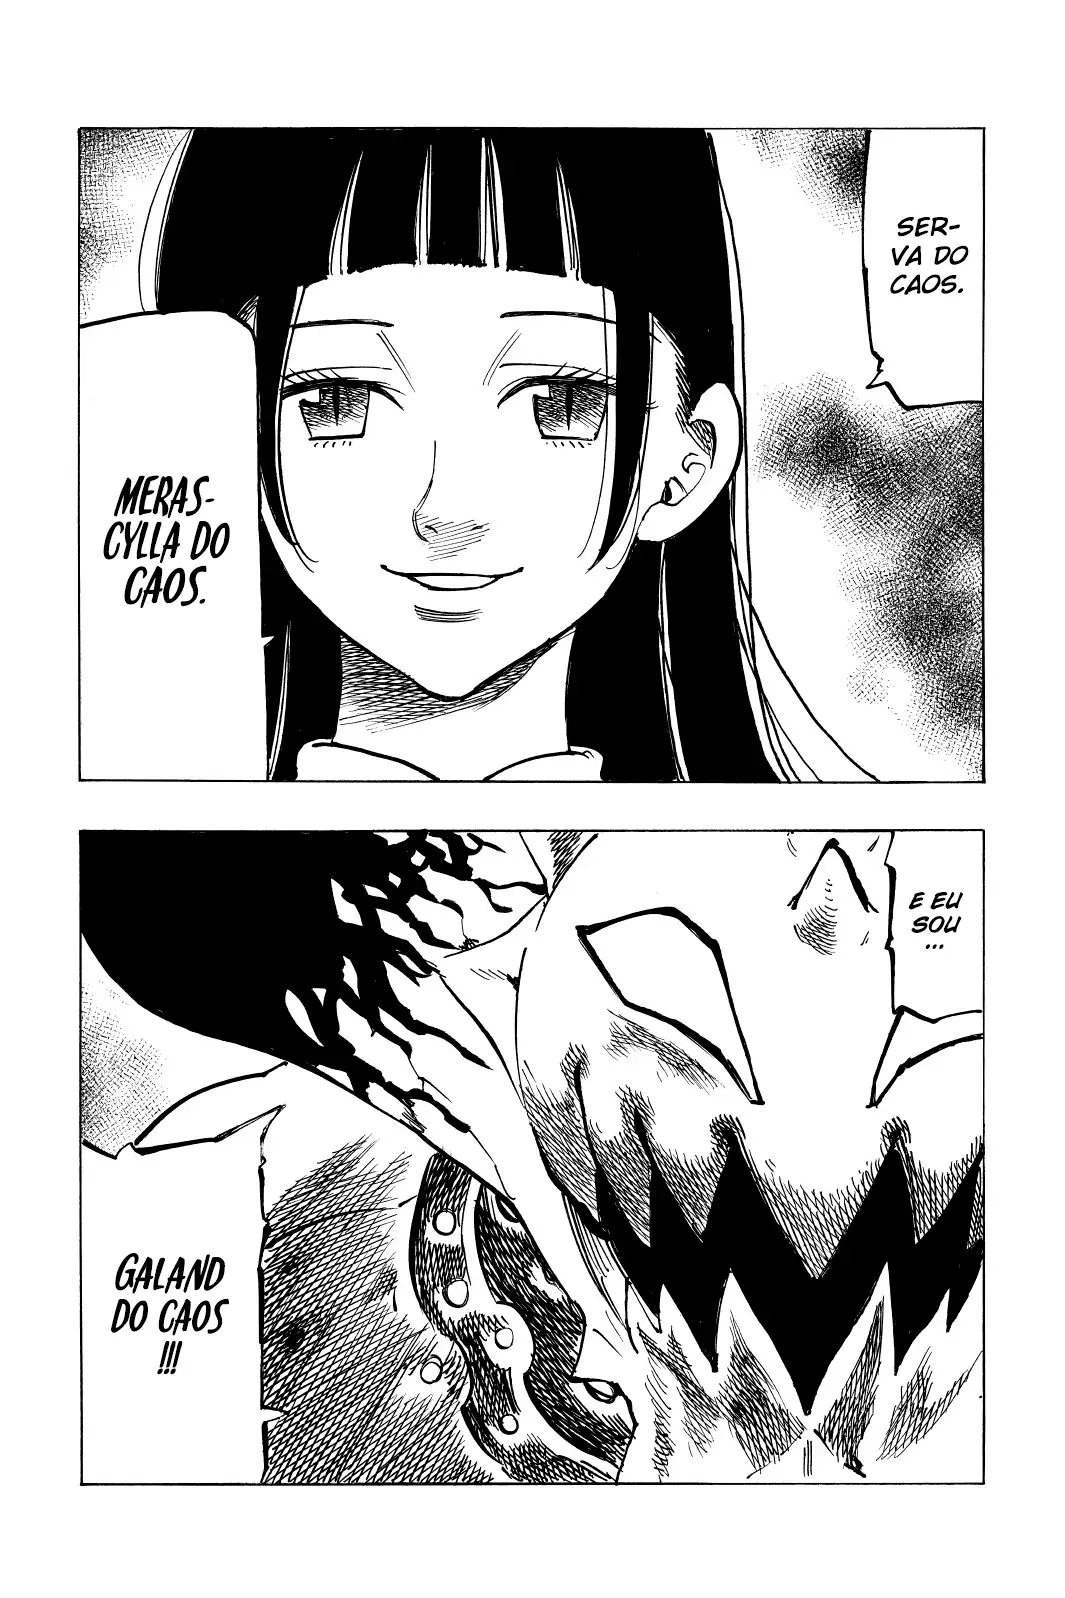 SER-
VA DO
CAOS.
MERAS-
CYLLA DO
CAOS.
E EU
SOU
...
GALAND
DO CAOS
!!!